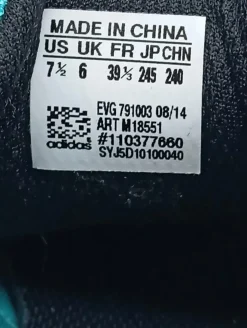 MADE IN CHINA
US UK FR JP CHN
7½ 6 39⅓ 245 240
EVG 791003 08/14
ART M18551
#110377660
adidas SYJ5D10100040